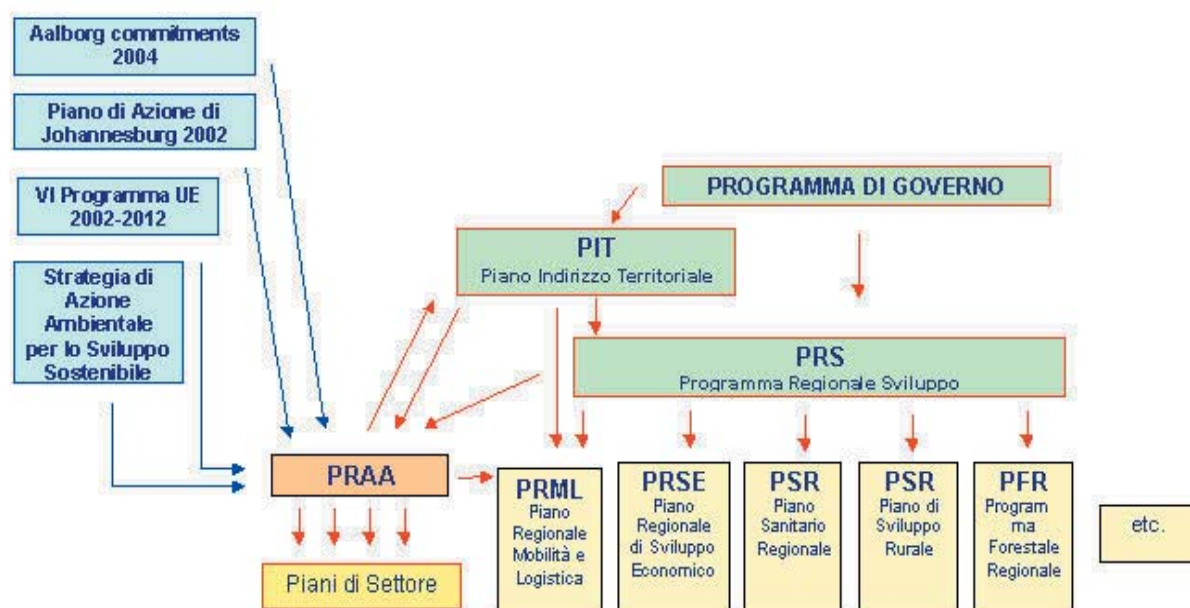 Aalborg commitments
2004
Piano di Azione di
Johannesburg 2002
VI Programma UE
2002-2012
Strategia di
Azione
Ambientale
per lo Sviluppo
Sostenibile
PROGRAMMA DI GOVERNO
PIT
Piano Indirizzo Territoriale
PRS
Programma Regionale Sviluppo
PRAA
Piani di Settore
PRML
Piano
Regionale
Mobilità e
Logistica
PRSE
Piano
Regionale
di Sviluppo
Economico
PSR
Piano
Sanitario
Regionale
PSR
Piano di
Sviluppo
Rurale
PFR
Program
ma
Forestale
Regionale
etc.